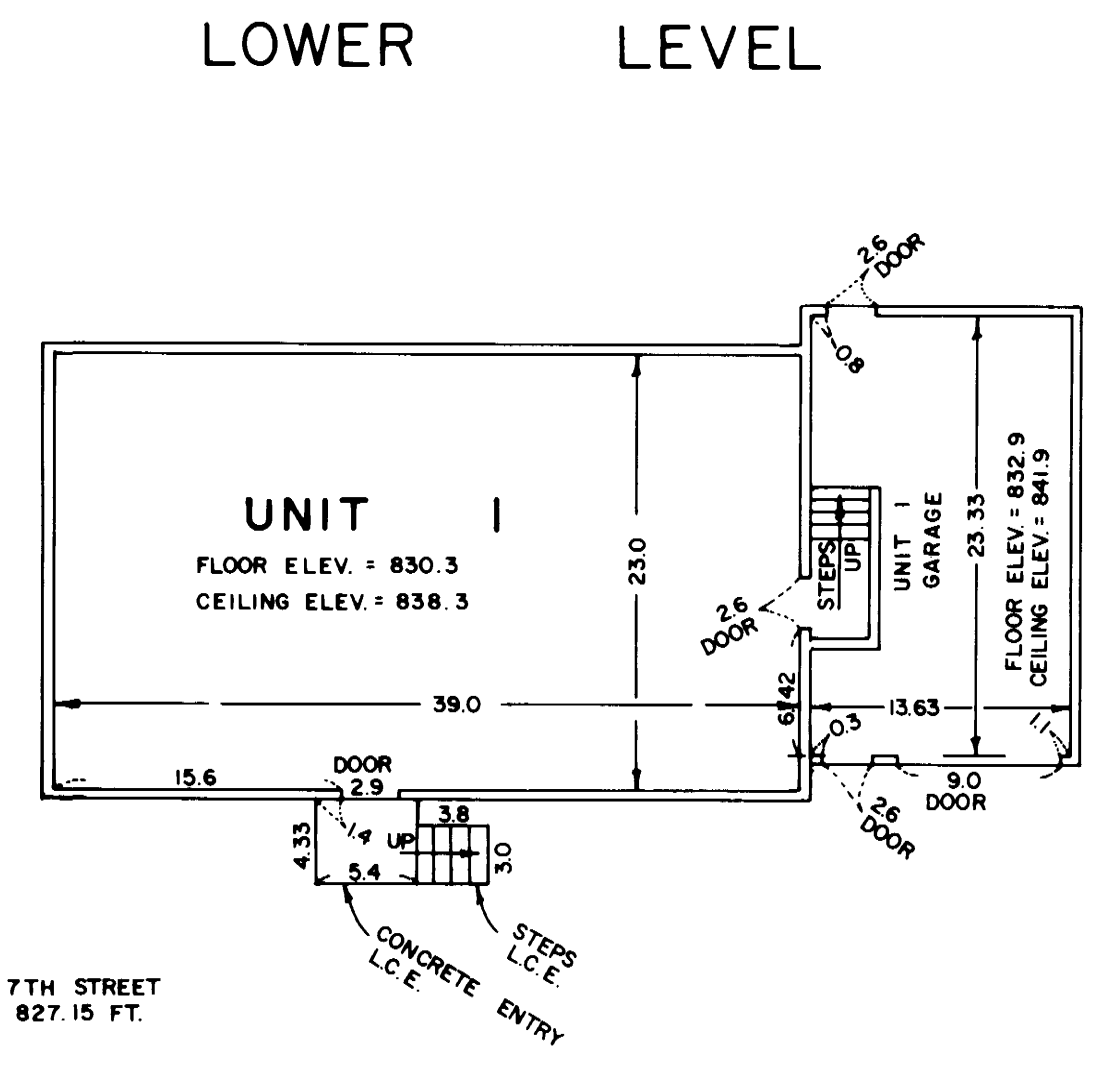 LOWER LEVEL
2.6
DOOR
0.8
UNIT 1
FLOOR ELEV. = 830.3
CEILING ELEV. = 838.3
23.0
STEPS
UP
UNIT 1
GARAGE
23.33
FLOOR ELEV. = 832.9
CEILING ELEV. = 841.9
2.6
DOOR
39.0
6.42
13.63
0.3
1.1
15.6
DOOR
2.9
9.0
DOOR
2.6
DOOR
4.33
1.4
UP
3.8
3.0
5.4
CONCRETE ENTRY
L.C.E.
STEPS
L.C.E.
7TH STREET
827.15 FT.